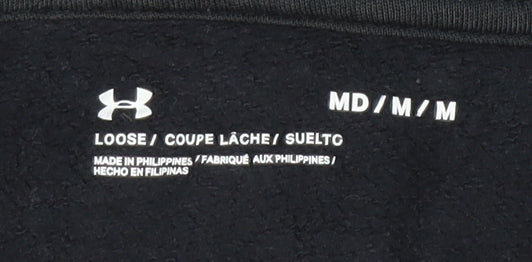 MD / M / M
LOOSE / COUPE LÂCHE / SUELTO
MADE IN PHILIPPINES / FABRIQUÉ AUX PHILIPPINES /
HECHO EN FILIPINAS